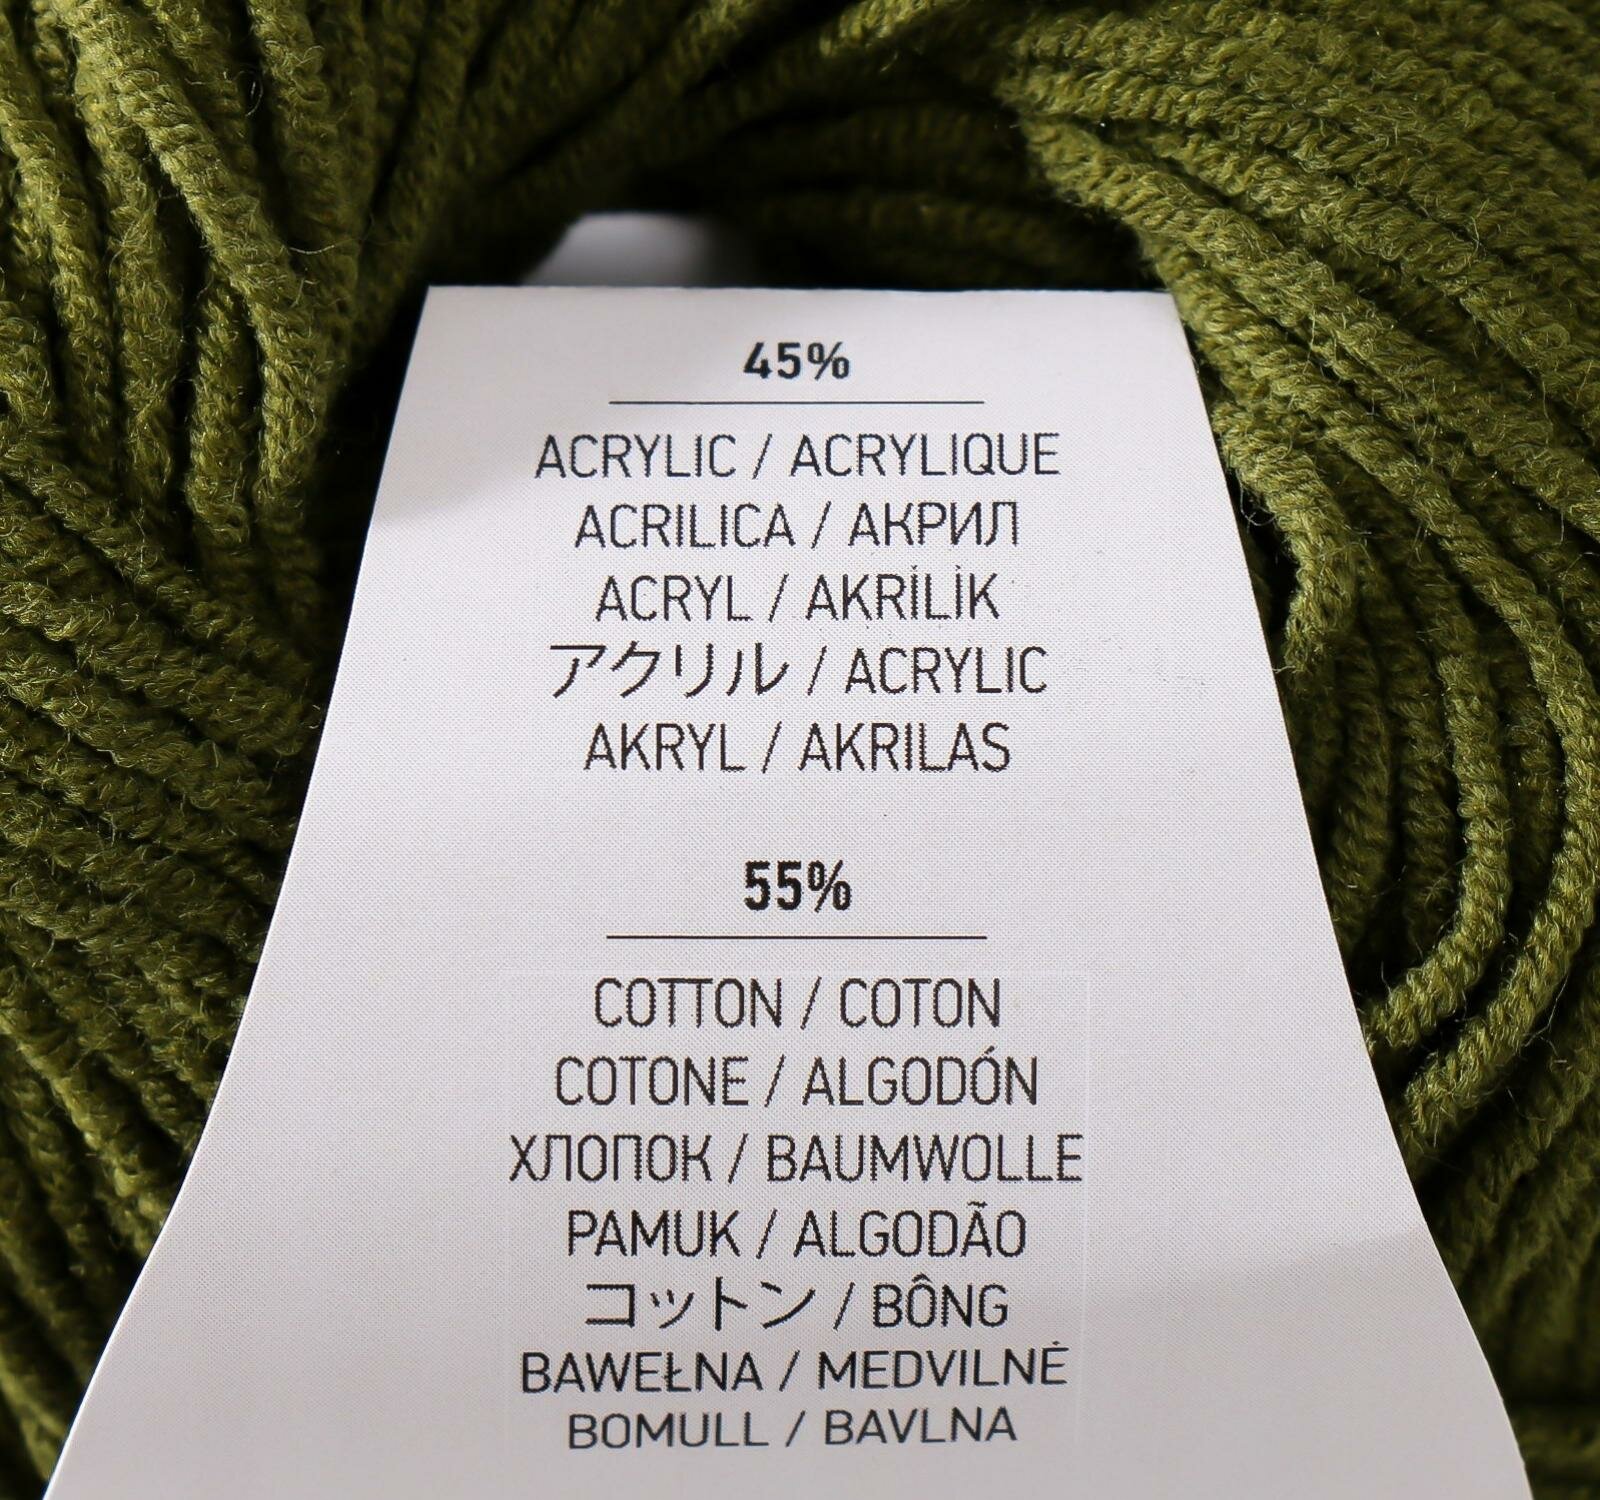 45%
ACRYLIC / ACRYLIQUE
ACRILICA / АКРИЛ
ACRYL / AKRİLİK
アクリル / ACRYLIC
AKRYL / AKRILAS
55%
COTTON / COTON
COTONE / ALGODÓN
ХЛОПОК / BAUMWOLLE
PAMUK / ALGODÃO
コットン / BÔNG
BAWEŁNA / MEDVILNĖ
BOMULL / BAVLNA